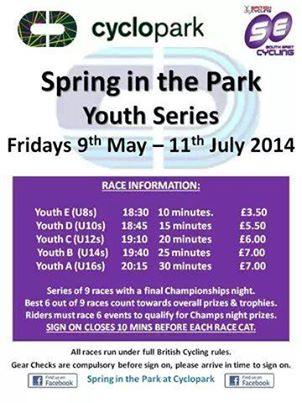 cyclopark
BRITISH CYCLING
SE
SOUTH EAST
CYCLING
Spring in the Park
Youth Series
Fridays 9th May – 11th July 2014
RACE INFORMATION:
Youth E (U8s) 18:30 10 minutes. £3.50
Youth D (U10s) 18:45 15 minutes £5.50
Youth C (U12s) 19:10 20 minutes £6.00
Youth B (U14s) 19:40 25 minutes £7.00
Youth A (U16s) 20:15 30 minutes £7.00
Series of 9 races with a final Championships night.
Best 6 out of 9 races count towards overall prizes & trophies.
Riders must race 6 events to qualify for Champs night prizes.
SIGN ON CLOSES 10 MINS BEFORE EACH RACE CAT.
All races run under full British Cycling rules.
Gear Checks are compulsory before sign on, please arrive in time to sign on.
f Find us on Facebook Spring in the Park at Cyclopark f Find us on Facebook